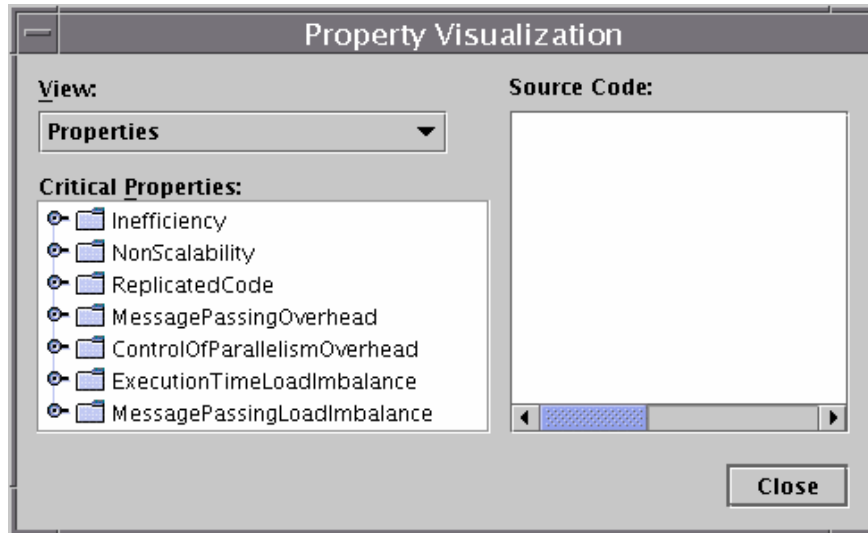 Property Visualization
View:
Properties
Critical Properties:
Inefficiency
NonScalability
ReplicatedCode
MessagePassingOverhead
ControlOfParallelismOverhead
ExecutionTimeLoadImbalance
MessagePassingLoadImbalance
Source Code:
Close